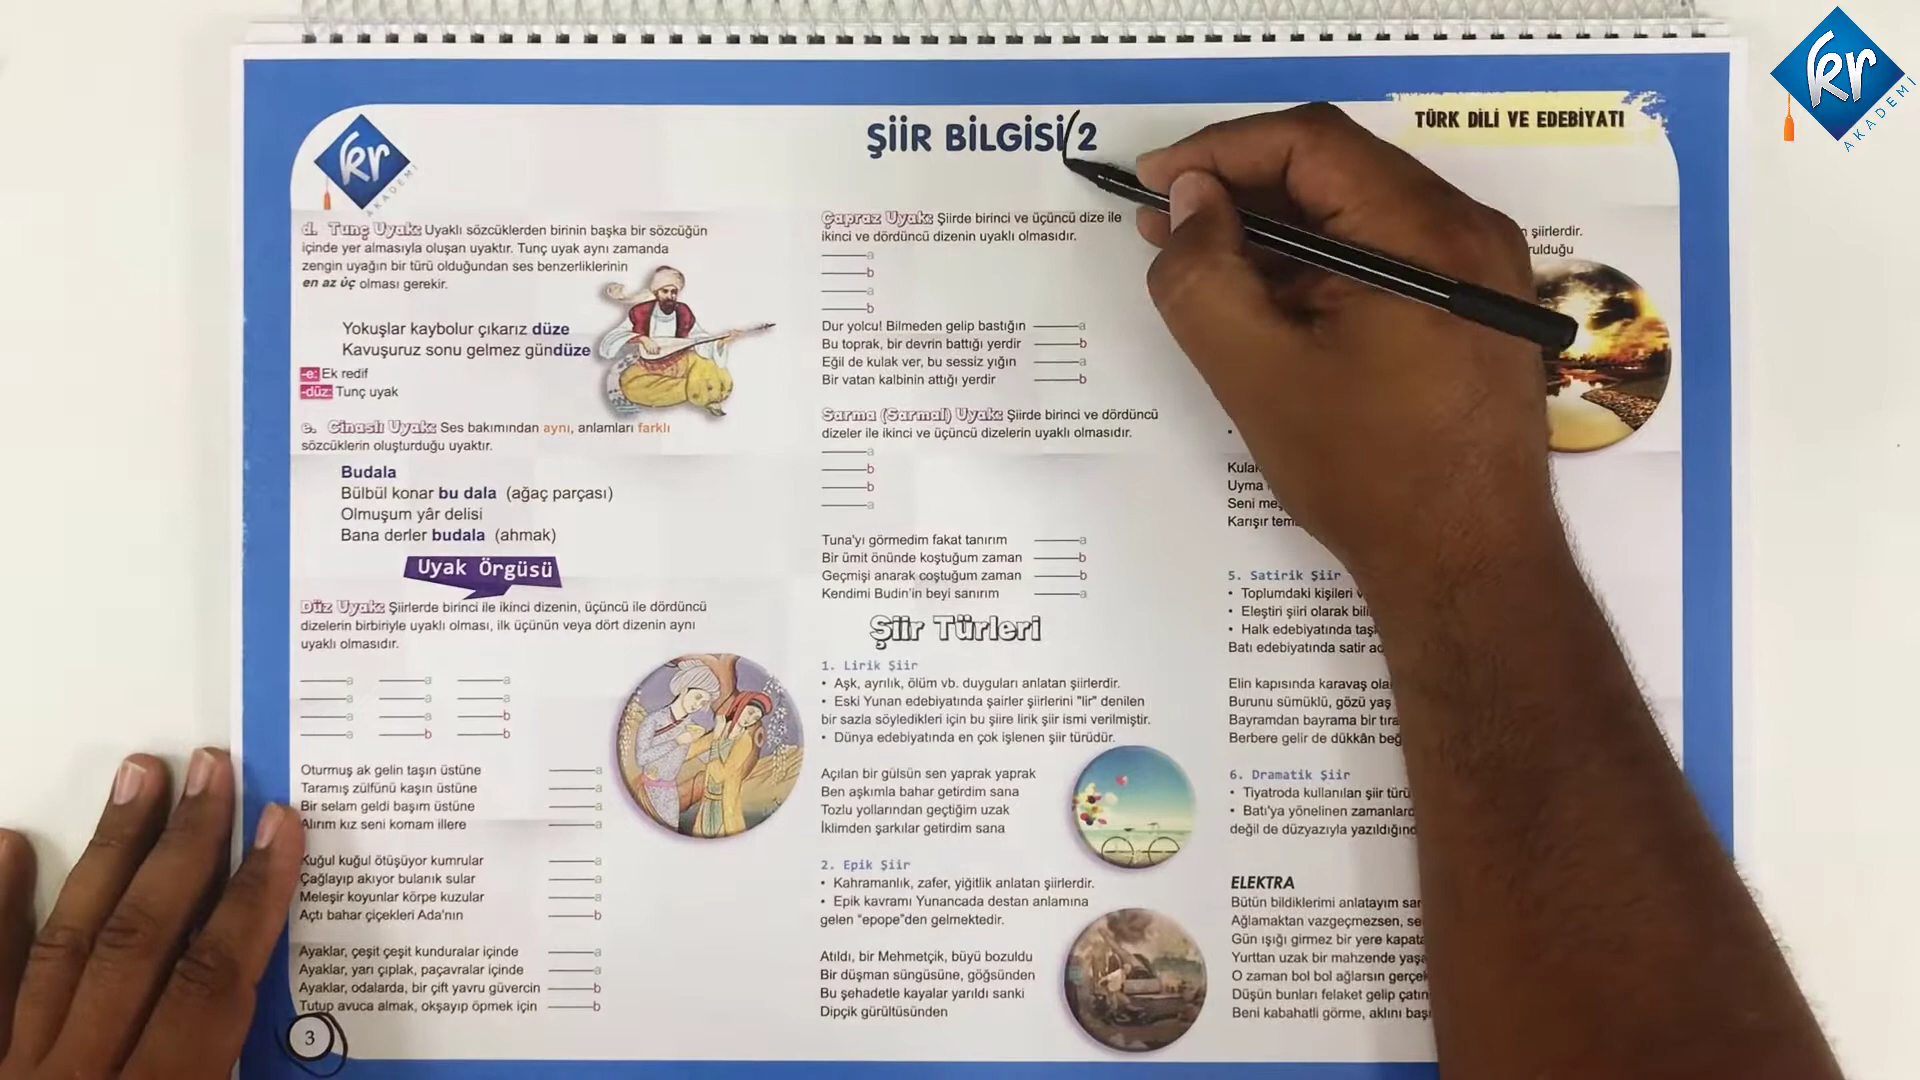 kr
AKADEMİ
ŞİİR BİLGİSİ 2
TÜRK DİLİ VE EDEBİYATI
kr
AKADEMİ
d. Tunç Uyak: Uyaklı sözcüklerden birinin başka bir sözcüğün
içinde yer almasıyla oluşan uyaktır. Tunç uyak aynı zamanda
zengin uyağın bir türü olduğundan ses benzerliklerinin
en az üç olması gerekir.
Yokuşlar kaybolur çıkarız düze
Kavuşuruz sonu gelmez gündüze
-e: Ek redif
-düz: Tunç uyak
e. Cinaslı Uyak: Ses bakımından aynı, anlamları farklı
sözcüklerin oluşturduğu uyaktır.
Budala
Bülbül konar bu dala (ağaç parçası)
Olmuşum yâr delisi
Bana derler budala (ahmak)
Uyak Örgüsü
Düz Uyak: Şiirlerde birinci ile ikinci dizenin, üçüncü ile dördüncü
dizelerin birbiriyle uyaklı olması, ilk üçünün veya dört dizenin aynı
uyaklı olmasıdır.
a a a
a a a
a a b
a b b
Oturmuş ak gelin taşın üstüne a
Taramış zülfünü kaşın üstüne a
Bir selam geldi başım üstüne a
Alırım kız seni komam illere a
Kuğul kuğul ötüşüyor kumrular a
Çağlayıp akıyor bulanık sular a
Meleşir koyunlar körpe kuzular a
Açtı bahar çiçekleri Ada'nın b
Ayaklar, çeşit çeşit kunduralar içinde a
Ayaklar, yarı çıplak, paçavralar içinde a
Ayaklar, odalarda, bir çift yavru güvercin b
Tutup avuca almak, okşayıp öpmek için b
3
Çapraz Uyak: Şiirde birinci ve üçüncü dize ile
ikinci ve dördüncü dizenin uyaklı olmasıdır.
a
b
a
b
Dur yolcu! Bilmeden gelip bastığın a
Bu toprak, bir devrin battığı yerdir b
Eğil de kulak ver, bu sessiz yığın a
Bir vatan kalbinin attığı yerdir b
Sarma (Sarmal) Uyak: Şiirde birinci ve dördüncü
dizeler ile ikinci ve üçüncü dizelerin uyaklı olmasıdır.
a
b
b
a
Tuna'yı görmedim fakat tanırım a
Bir ümit önünde koştuğum zaman b
Geçmişi anarak coştuğum zaman b
Kendimi Budin'in beyi sanırım a
Şiir Türleri
1. Lirik Şiir
• Aşk, ayrılık, ölüm vb. duyguları anlatan şiirlerdir.
• Eski Yunan edebiyatında şairler şiirlerini "lir" denilen
bir sazla söyledikleri için bu şiire lirik şiir ismi verilmiştir.
• Dünya edebiyatında en çok işlenen şiir türüdür.
Açılan bir gülsün sen yaprak yaprak
Ben aşkımla bahar getirdim sana
Tozlu yollarından geçtiğim uzak
İklimden şarkılar getirdim sana
2. Epik Şiir
• Kahramanlık, zafer, yiğitlik anlatan şiirlerdir.
• Epik kavramı Yunancada destan anlamına
gelen "epope"den gelmektedir.
Atıldı, bir Mehmetçik, büyü bozuldu
Bir düşman süngüsüne, göğsünden
Bu şehadetle kayalar yarıldı sanki
Dipçik gürültüsünden
şiirlerdir.
Uyma
Seni
Karışır
5. Satirik Şiir
• Toplumdaki kişileri
• Eleştiri şiiri olarak
• Halk edebiyatında
Batı edebiyatında satir
Elin kapısında karavaş
Burunu sümüklü, gözü yaş
Bayramdan bayrama bir
Berbere gelir de dükkân
6. Dramatik Şiir
• Tiyatroda kullanılan şiir
• Batı'ya yönelinen
değil de düzyazıyla
ELEKTRA
Bütün bildiklerimi anlatayım
Ağlamaktan vazgeçmezsen,
Gün ışığı girmez bir yere
Yurttan uzak bir mahzende
O zaman bol bol ağlarsın
Düşün bunları felaket gelip
Beni kabahatli görme, aklını